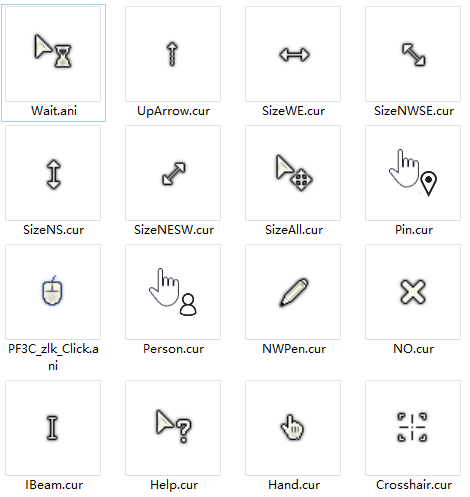 Wait.ani
UpArrow.cur
SizeWE.cur
SizeNWSE.cur
SizeNS.cur
SizeNESW.cur
SizeAll.cur
Pin.cur
PF3C_zlk_Click.a
ni
Person.cur
NWPen.cur
NO.cur
IBeam.cur
Help.cur
Hand.cur
Crosshair.cur